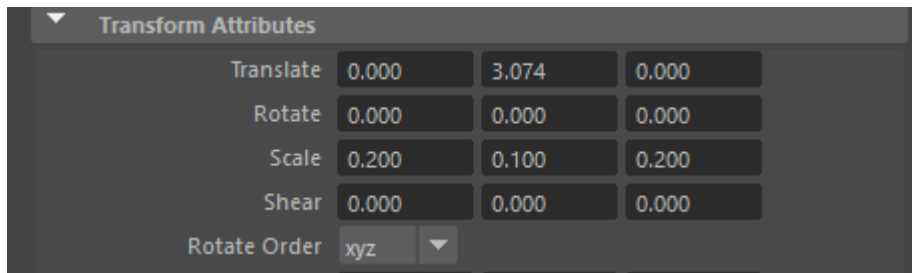 Transform Attributes
Translate 0.000 3.074 0.000
Rotate 0.000 0.000 0.000
Scale 0.200 0.100 0.200
Shear 0.000 0.000 0.000
Rotate Order xyz